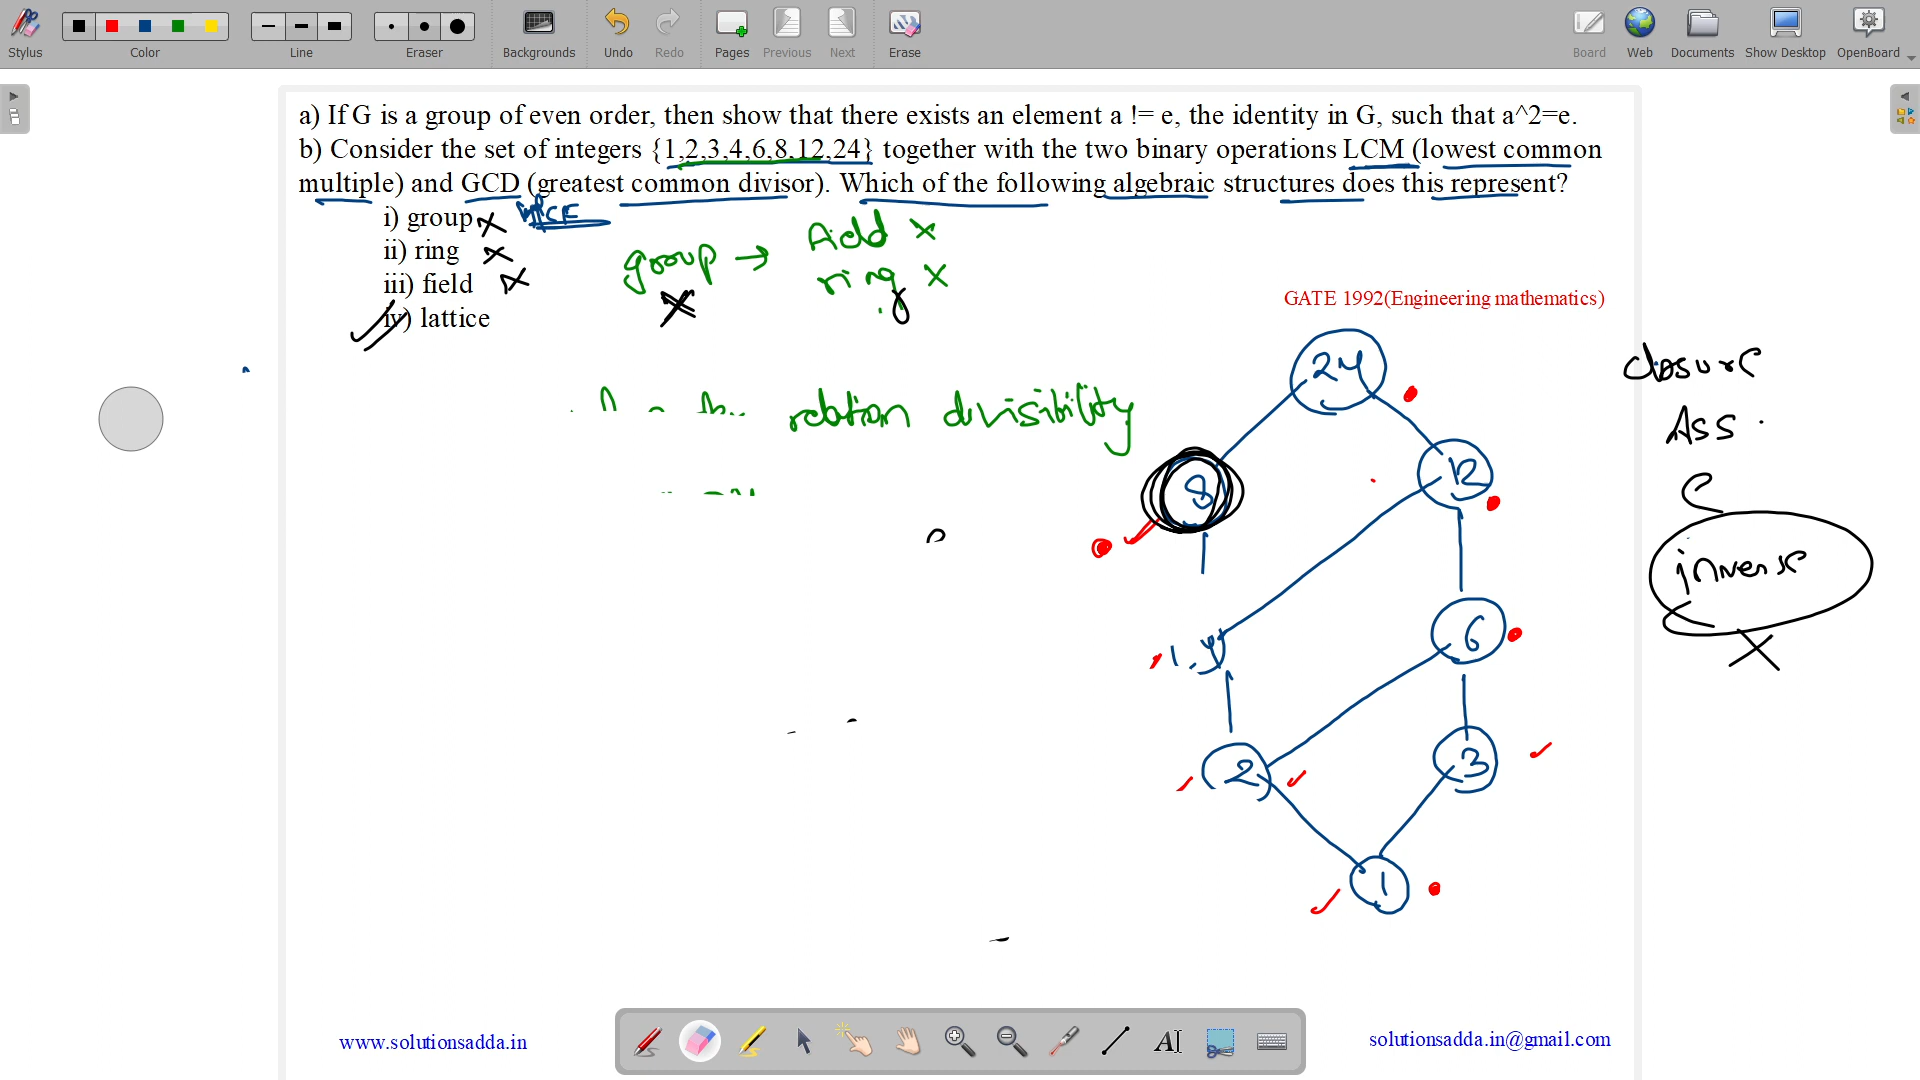 Stylus
Color
Line
Eraser
Backgrounds
Undo
Redo
Pages
Previous
Next
Erase
Board
Web
Documents
Show Desktop
OpenBoard
a) If G is a group of even order, then show that there exists an element a != e, the identity in G, such that a^2=e.
b) Consider the set of integers {1,2,3,4,6,8,12,24} together with the two binary operations LCM (lowest common
multiple) and GCD (greatest common divisor). Which of the following algebraic structures does this represent?
i) group
ii) ring
iii) field
iv) lattice
group → 
ring x
GATE 1992(Engineering mathematics)
relation divisibility
24
8
12
4
6
2
3
1
closure
Ass
inverse
www.solutionsadda.in
solutionsadda.in@gmail.com